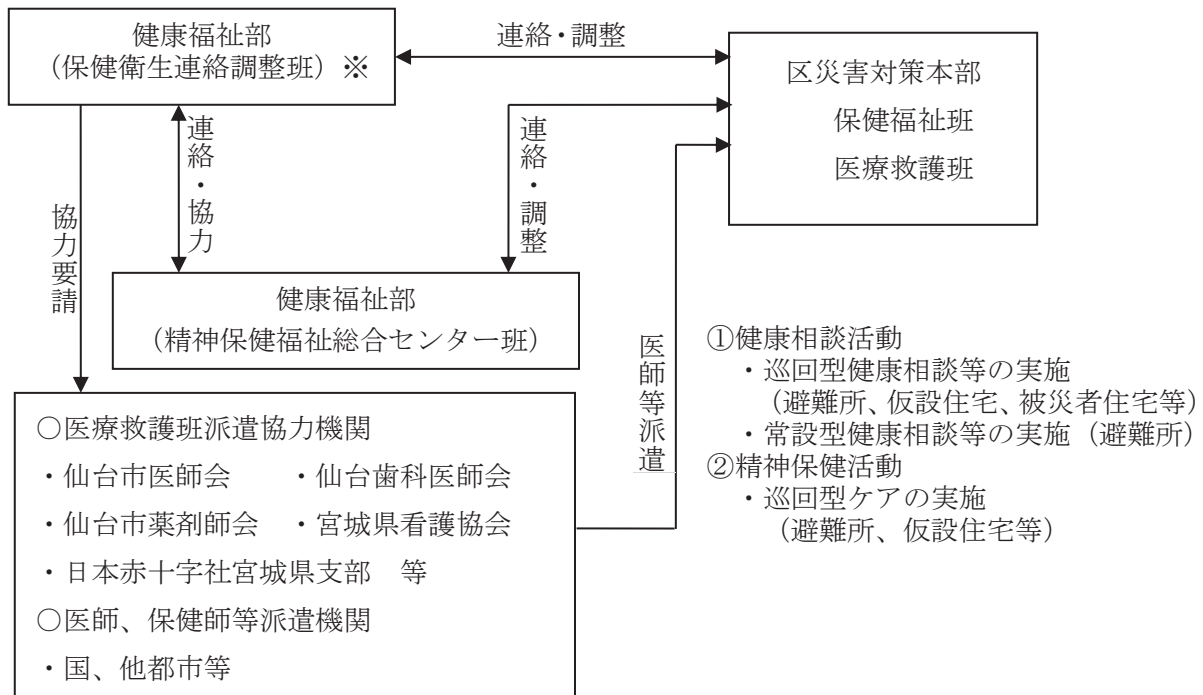 健康福祉部
（保健衛生連絡調整班）※
連絡・調整
区災害対策本部
保健福祉班
医療救護班
連絡・協力
連絡・調整
協力要請
健康福祉部
（精神保健福祉総合センター班）
医師等派遣
○医療救護班派遣協力機関
・仙台市医師会　　・仙台歯科医師会
・仙台市薬剤師会　・宮城県看護協会
・日本赤十字社宮城県支部　等
○医師、保健師等派遣機関
・国、他都市等
①健康相談活動
・巡回型健康相談等の実施
（避難所、仮設住宅、被災者住宅等）
・常設型健康相談等の実施（避難所）
②精神保健活動
・巡回型ケアの実施
（避難所、仮設住宅等）